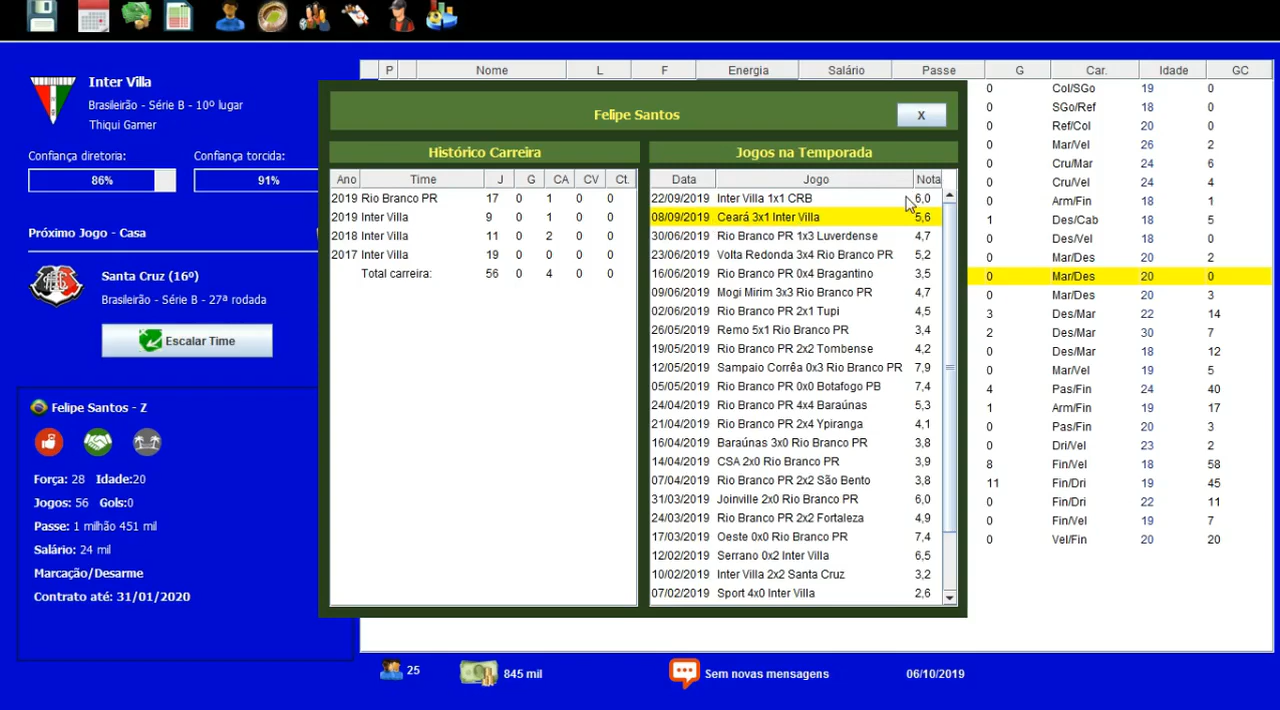 Inter Villa
Brasileirão - Série B - 10º lugar
Thiqui Gamer
Confiança diretoria:
Confiança torcida:
86%
91%
Próximo Jogo - Casa
Santa Cruz (16º)
Brasileirão - Série B - 27ª rodada
Escalar Time
Felipe Santos - Z
Força: 28 Idade:20
Jogos: 56 Gols:0
Passe: 1 milhão 451 mil
Salário: 24 mil
Marcação/Desarme
Contrato até: 31/01/2020
P Nome L F Energia Salário Passe G Car. Idade GC
Felipe Santos
X
Histórico Carreira
Ano Time J G CA CV Ct.
2019 Rio Branco PR 17 0 1 0 0
2019 Inter Villa 9 0 1 0 0
2018 Inter Villa 11 0 2 0 0
2017 Inter Villa 19 0 0 0 0
Total carreira: 56 0 4 0 0
Jogos na Temporada
Data Jogo Nota
22/09/2019 Inter Villa 1x1 CRB 6,0
08/09/2019 Ceará 3x1 Inter Villa 5,6
30/06/2019 Rio Branco PR 1x3 Luverdense 4,7
23/06/2019 Volta Redonda 3x4 Rio Branco PR 5,2
16/06/2019 Rio Branco PR 0x4 Bragantino 3,5
09/06/2019 Mogi Mirim 3x3 Rio Branco PR 4,7
02/06/2019 Rio Branco PR 2x1 Tupi 4,5
26/05/2019 Remo 5x1 Rio Branco PR 3,4
19/05/2019 Rio Branco PR 2x2 Tombense 4,2
12/05/2019 Sampaio Corrêa 0x3 Rio Branco PR 7,9
05/05/2019 Rio Branco PR 0x0 Botafogo PB 7,4
24/04/2019 Rio Branco PR 4x4 Baraúnas 5,3
21/04/2019 Rio Branco PR 2x4 Ypiranga 4,1
16/04/2019 Baraúnas 3x0 Rio Branco PR 3,8
14/04/2019 CSA 2x0 Rio Branco PR 3,9
07/04/2019 Rio Branco PR 2x2 São Bento 3,8
31/03/2019 Joinville 2x0 Rio Branco PR 6,0
24/03/2019 Rio Branco PR 2x2 Fortaleza 4,9
17/03/2019 Oeste 0x0 Rio Branco PR 7,4
12/02/2019 Serrano 0x2 Inter Villa 6,5
10/02/2019 Inter Villa 2x2 Santa Cruz 3,2
07/02/2019 Sport 4x0 Inter Villa 2,6
0 Col/SGo 19 0
0 SGo/Ref 18 0
0 Ref/Col 20 0
0 Mar/Vel 26 2
0 Cru/Mar 24 6
0 Cru/Vel 24 4
0 Arm/Fin 18 1
1 Des/Cab 18 5
0 Des/Vel 18 0
0 Mar/Des 20 2
0 Mar/Des 20 0
0 Mar/Des 20 3
3 Des/Mar 22 14
2 Des/Mar 30 7
0 Des/Mar 18 12
0 Mar/Vel 19 5
4 Pas/Fin 24 40
1 Arm/Fin 19 17
0 Pas/Fin 20 3
0 Dri/Vel 23 2
8 Fin/Vel 18 58
11 Fin/Dri 19 45
0 Fin/Dri 22 11
0 Fin/Vel 19 7
0 Vel/Fin 20 20
25
845 mil
Sem novas mensagens
06/10/2019